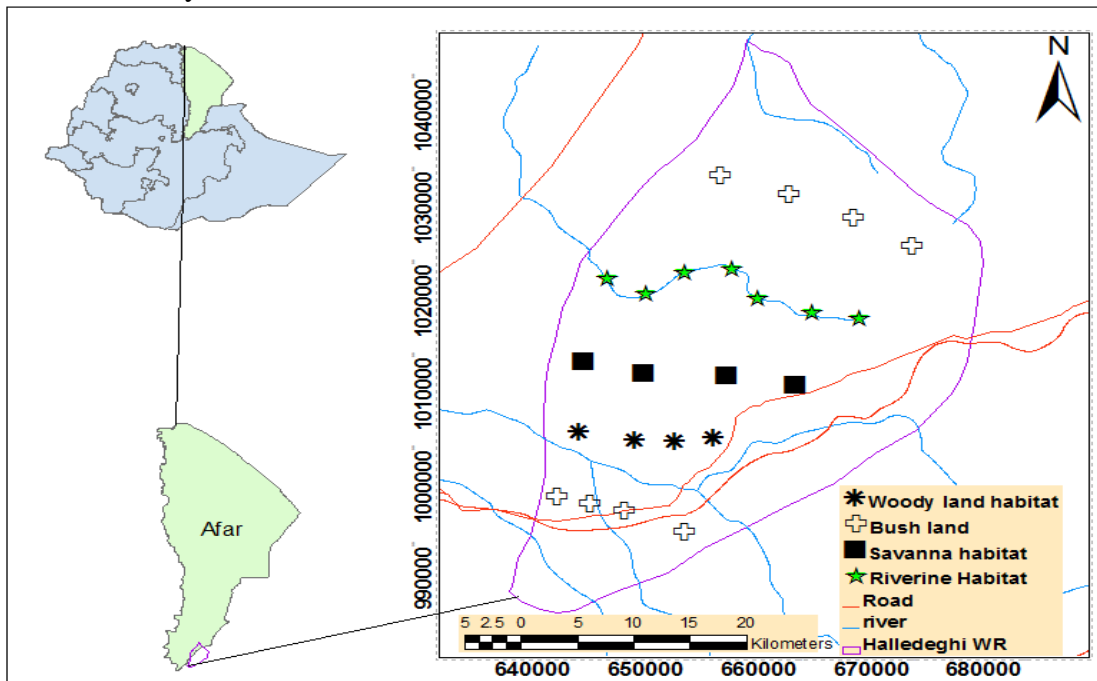 N
1040000
1030000
1020000
1010000
1000000
990000
Afar
Woody land habitat
Bush land
Savanna habitat
Riverine Habitat
Road
river
Halledeghi WR
5 2.5 0 5 10 15 20
Kilometers
640000 650000 660000 670000 680000